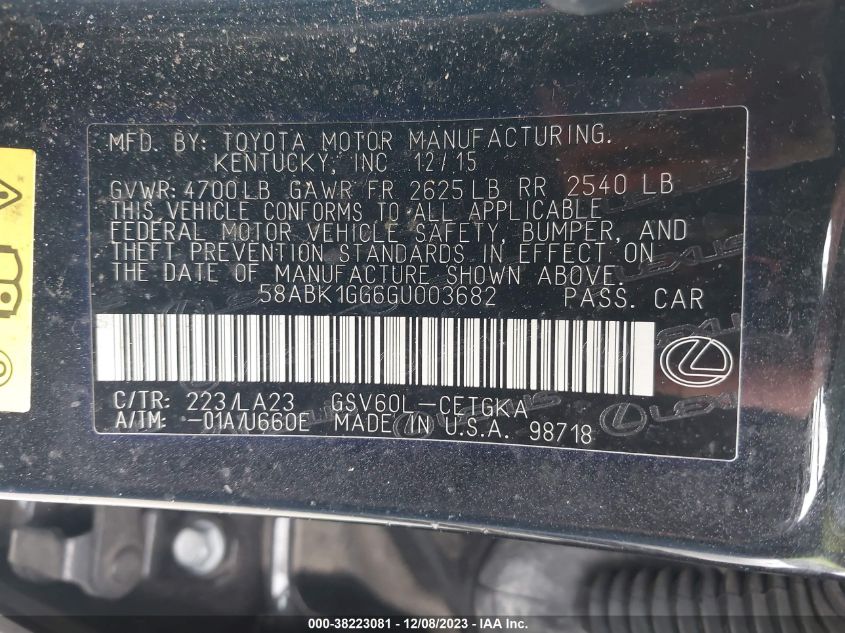 MFD. BY: TOYOTA MOTOR MANUFACTURING.
KENTUCKY, INC 12/15
GVWR: 4700LB GAWR FR 2625LB RR 2540 LB
THIS VEHICLE CONFORMS TO ALL APPLICABLE
FEDERAL MOTOR VEHICLE SAFETY, BUMPER, AND
THEFT PREVENTION STANDARDS IN EFFECT ON
THE DATE OF MANUFACTURE SHOWN ABOVE.
58ABK1GG6GU003682 PASS. CAR
C/TR: 223/LA23 GSV60L-CETGKA
A/TM: -01A/U660E MADE IN U.S.A. 98718
LEXUS
000-38223081 - 12/08/2023 - IAA Inc.